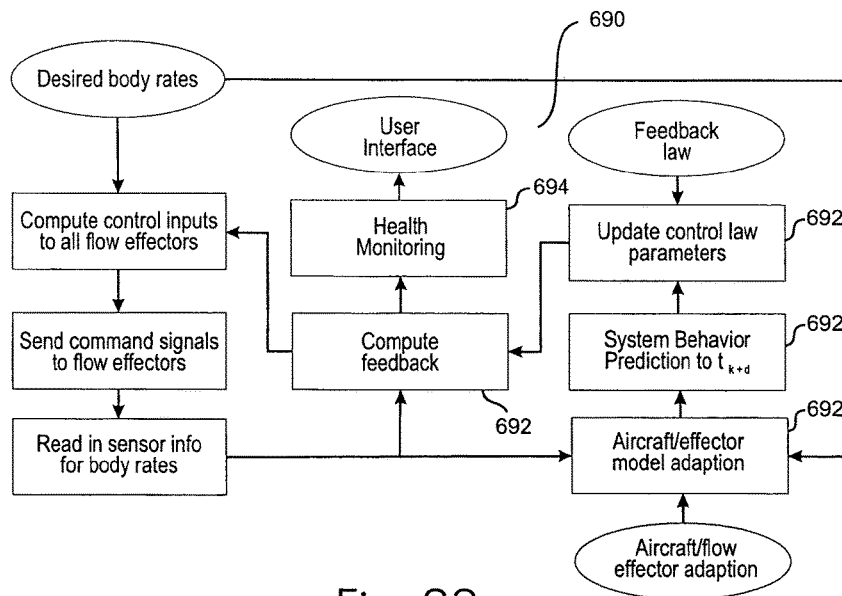 690
Desired body rates
User
Interface
Feedback
law
694
Compute control inputs
to all flow effectors
Health
Monitoring
Update control law
parameters
692
Send command signals
to flow effectors
Compute
feedback
System Behavior
Prediction to t k+d
692
692
Read in sensor info
for body rates
Aircraft/effector
model adaption
692
Aircraft/flow
effector adaption